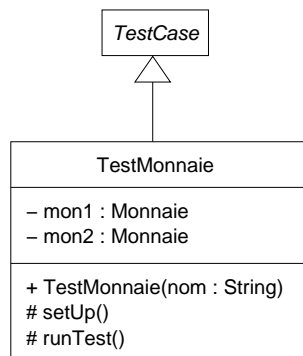 TestCase
TestMonnaie
– mon1 : Monnaie
– mon2 : Monnaie
+ TestMonnaie(nom : String)
# setUp()
# runTest()